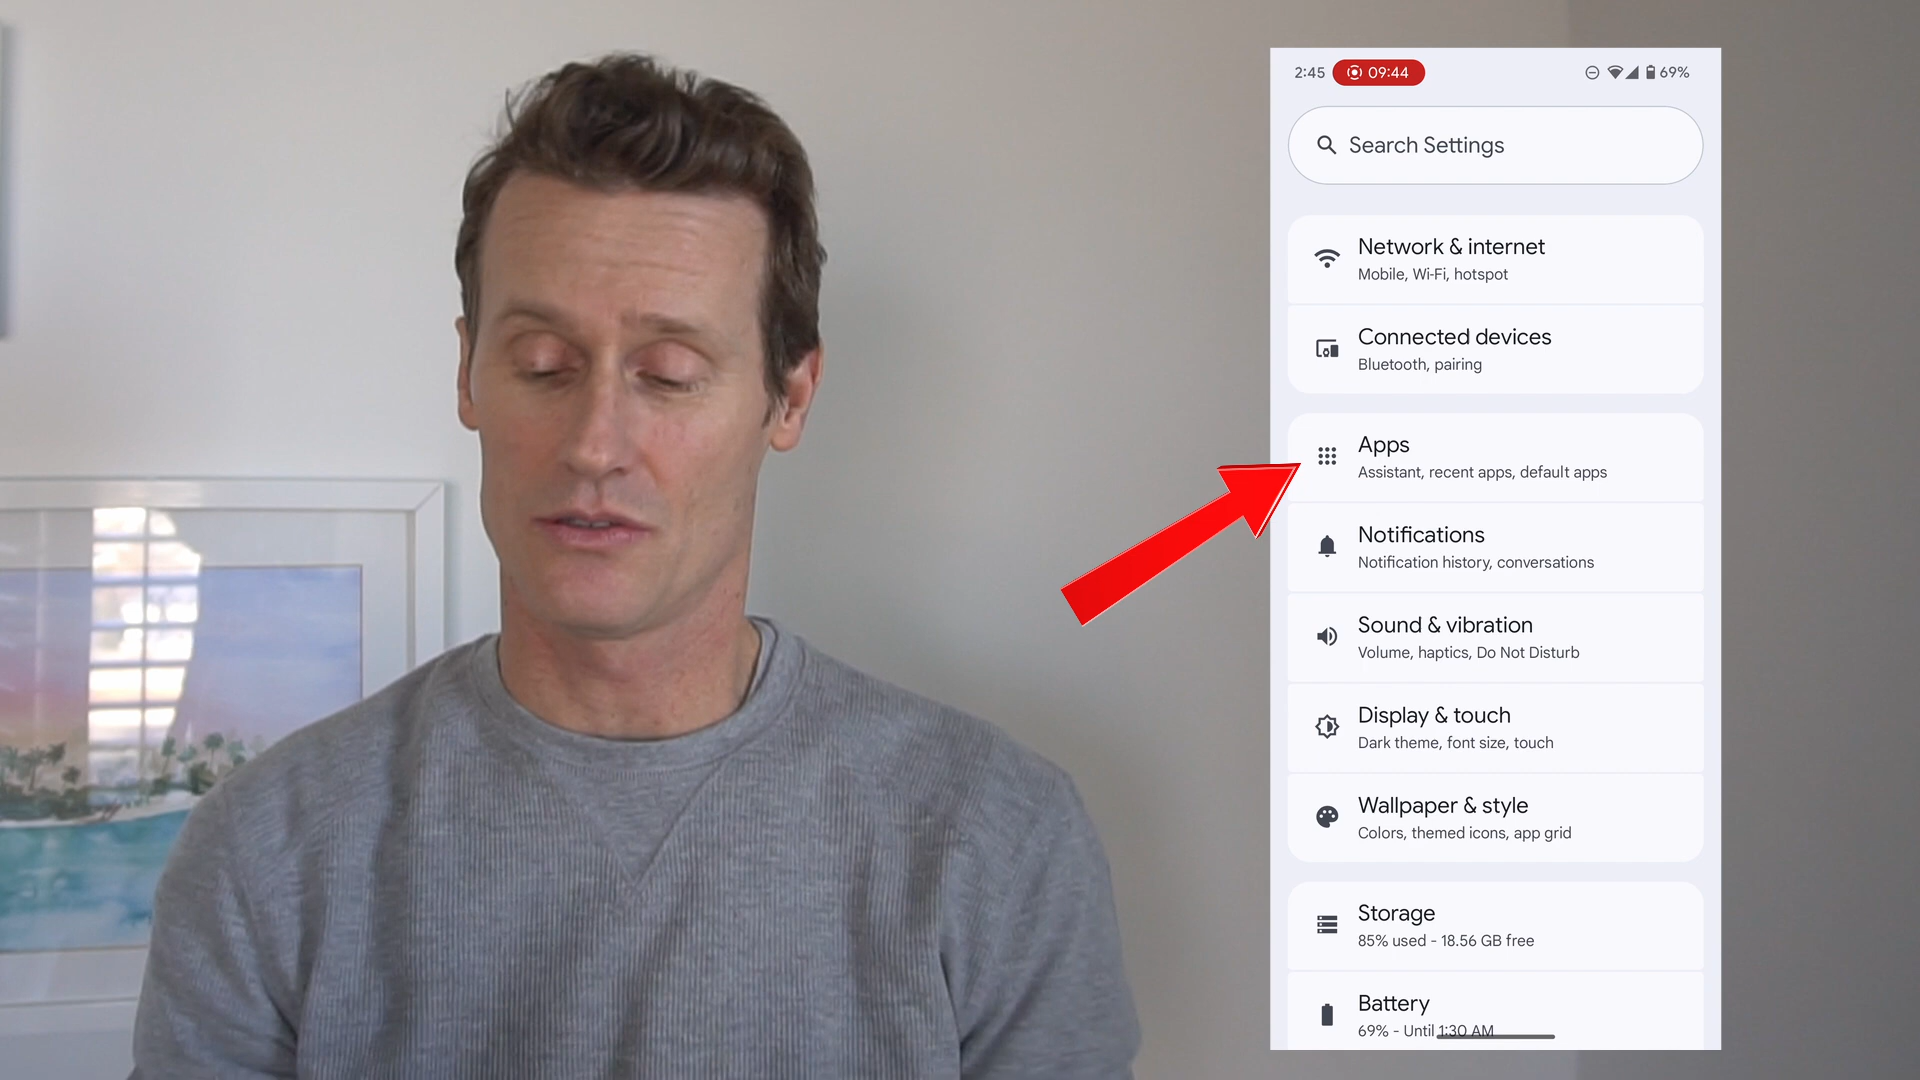 2:45 09:44 69%
Search Settings
Network & internet
Mobile, Wi-Fi, hotspot
Connected devices
Bluetooth, pairing
Apps
Assistant, recent apps, default apps
Notifications
Notification history, conversations
Sound & vibration
Volume, haptics, Do Not Disturb
Display & touch
Dark theme, font size, touch
Wallpaper & style
Colors, themed icons, app grid
Storage
85% used - 18.56 GB free
Battery
69% - Until 1:30 AM